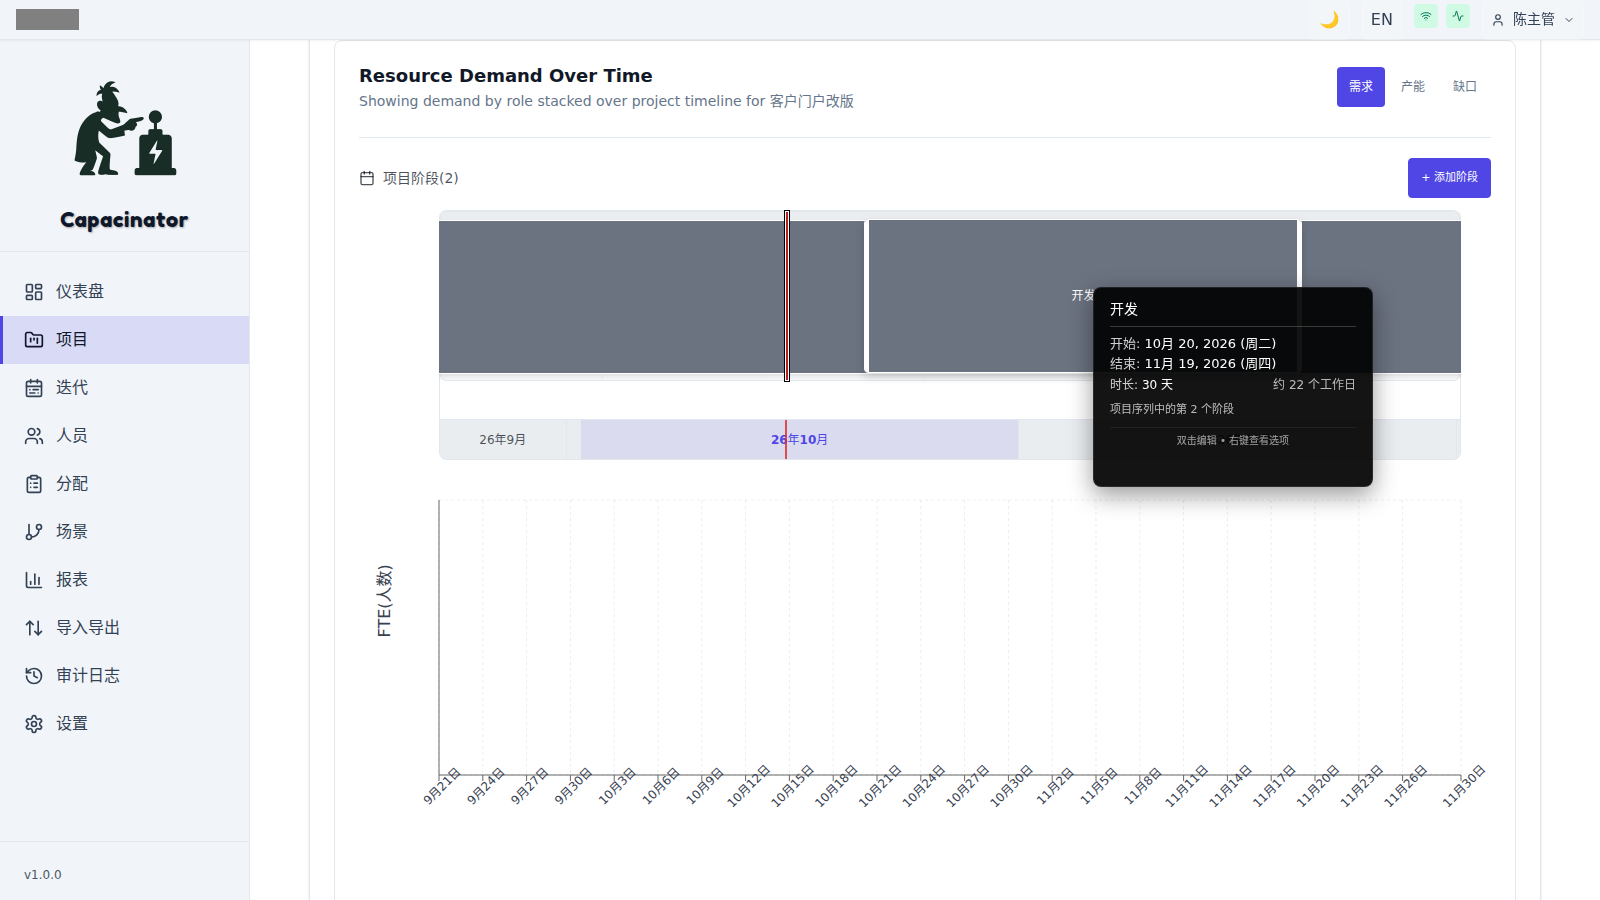 EN
陈主管
Capacinator
仪表盘
项目
迭代
人员
分配
场景
报表
导入导出
审计日志
设置
v1.0.0
Resource Demand Over Time
Showing demand by role stacked over project timeline for 客户门户改版
需求
产能
缺口
项目阶段(2)
+ 添加阶段
开发
开发
开始: 10月 20, 2026 (周二)
结束: 11月 19, 2026 (周四)
时长: 30 天
约 22 个工作日
项目序列中的第 2 个阶段
双击编辑 • 右键查看选项
26年9月
26年10月
FTE(人数)
9月21日
9月24日
9月27日
9月30日
10月3日
10月6日
10月9日
10月12日
10月15日
10月18日
10月21日
10月24日
10月27日
10月30日
11月2日
11月5日
11月8日
11月11日
11月14日
11月17日
11月20日
11月23日
11月26日
11月30日